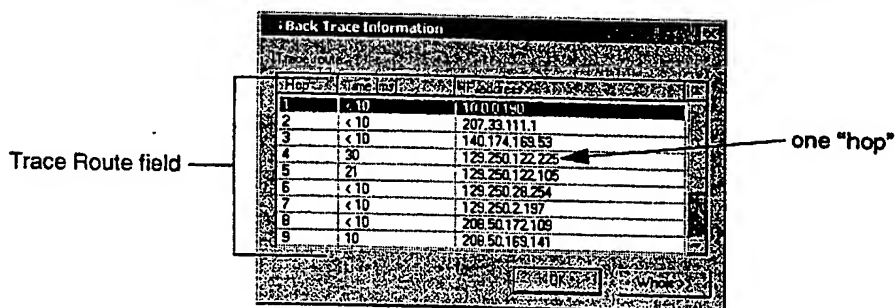 Back Trace Information
Trace route
Hop Time (ms) IP address
1 < 10 10.0.0.190
2 < 10 207.33.111.1
3 < 10 140.174.169.53
4 30 129.250.122.225
5 21 129.250.122.105
6 < 10 129.250.28.254
7 < 10 129.250.2.197
8 < 10 208.50.172.109
9 10 208.50.169.141
Trace Route field
one "hop"
OK
Whois >>